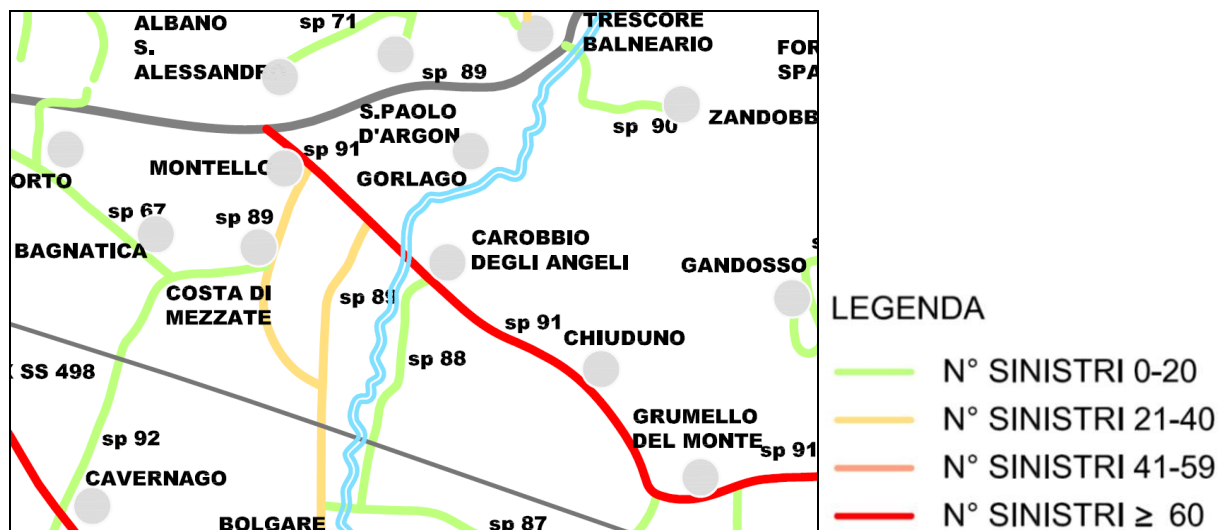 ALBANO
S.
ALESSANDR
sp 71
TRESCORE
BALNEARIO
FOR
SPA
sp 89
S.PAOLO
D'ARGON
sp 90
ZANDOBB
sp 91
MONTELLO
GORLAGO
ORTO
sp 67
sp 89
BAGNATICA
CAROBBIO
DEGLI ANGELI
GANDOSSO
s
COSTA DI
MEZZATE
sp 89
sp 91
CHIUDUNO
sp 88
SS 498
GRUMELLO
DEL MONTE
sp 91
sp 92
CAVERNAGO
BOLGARE
sp 87
LEGENDA
N° SINISTRI 0-20
N° SINISTRI 21-40
N° SINISTRI 41-59
N° SINISTRI ≥ 60